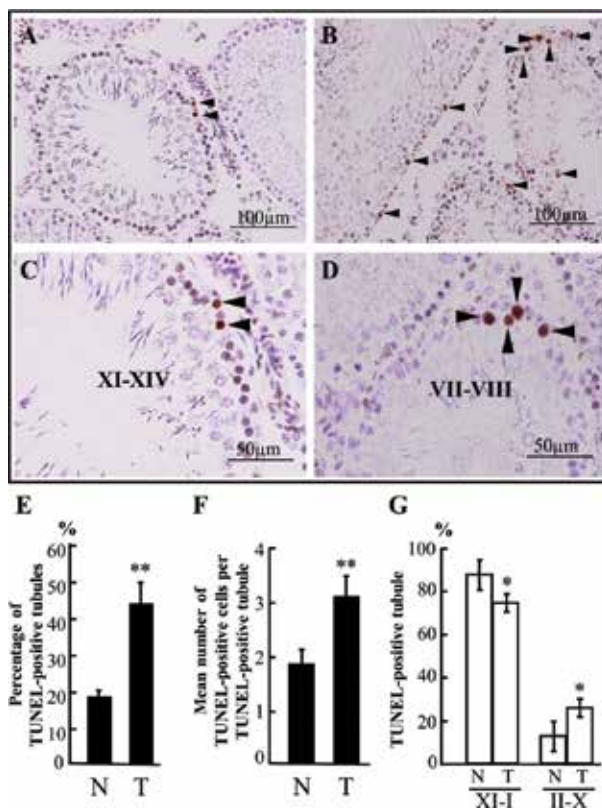 A
B
100µm
100µm
C
D
XI-XIV
VII-VIII
50µm
50µm
E
F
G
%
%
Percentage of
TUNEL-positive tubules
60
50
40
30
20
10
0
**
N
T
Mean number of
TUNEL-positive cells per
TUNEL-positive tubule
4
3
2
1
0
**
N
T
TUNEL-positive tubule
100
80
60
40
20
0
*
*
N
T
N
T
XI-I
II-X